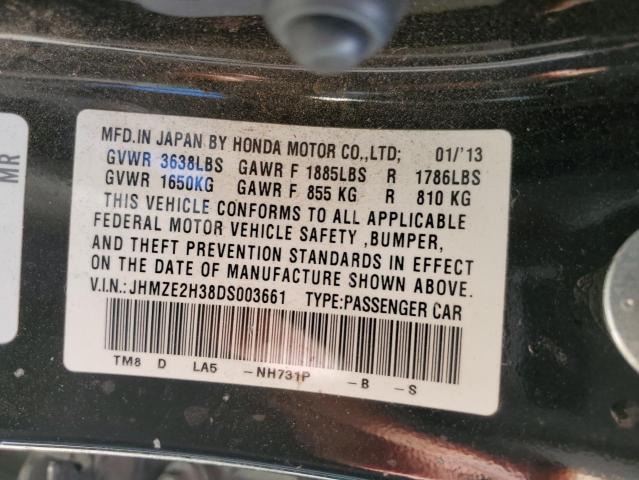 MFD.IN JAPAN BY HONDA MOTOR CO.,LTD; 01/'13
GVWR 3638LBS GAWR F 1885LBS R 1786LBS
GVWR 1650KG GAWR F 855 KG R 810 KG
THIS VEHICLE CONFORMS TO ALL APPLICABLE
FEDERAL MOTOR VEHICLE SAFETY ,BUMPER,
AND THEFT PREVENTION STANDARDS IN EFFECT
ON THE DATE OF MANUFACTURE SHOWN ABOVE.
V.I.N.:JHMZE2H38DS003661 TYPE:PASSENGER CAR
TM8 D LA5 -NH731P -B -S
MR